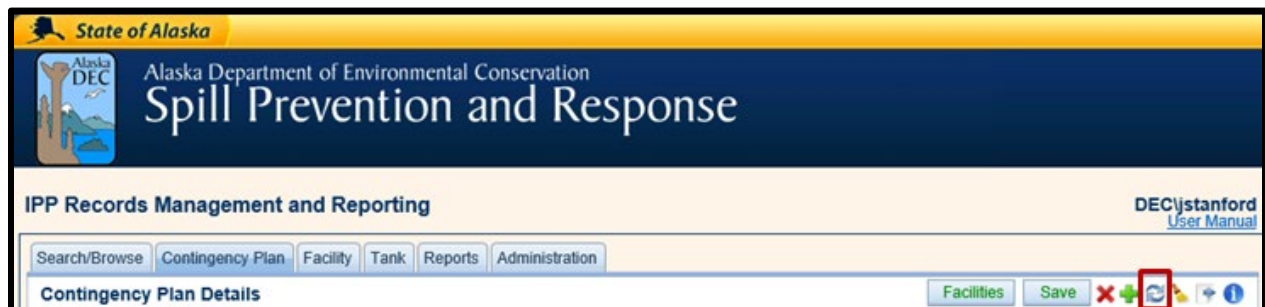 State of Alaska
Alaska DEC
Alaska Department of Environmental Conservation
Spill Prevention and Response
IPP Records Management and Reporting
DEC\jstanford
User Manual
Search/Browse Contingency Plan Facility Tank Reports Administration
Contingency Plan Details Facilities Save